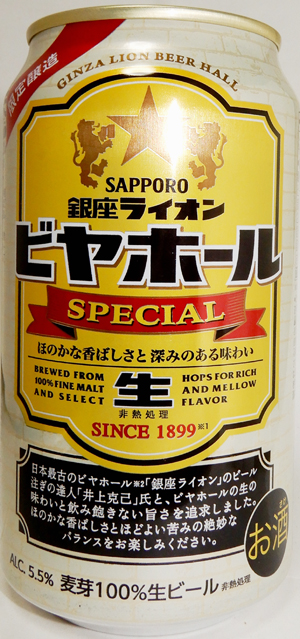 限定醸造
GINZA LION BEER HALL
SAPPORO
銀座ライオン
ビヤホール
SPECIAL
ほのかな香ばしさと 深みのある味わい
BREWED FROM
100% FINE MALT
AND SELECT
生
非熱処理
HOPS FOR RICH
AND MELLOW
FLAVOR
SINCE 1899※1
日本最古のビヤホール※2「銀座ライオン」のビール
注ぎの達人「井上克己」氏と、ビヤホールの生の
味わいと飲み飽きない旨さを追求しました。
ほのかな香ばしさとほどよい苦みの絶妙な
バランスをお楽しみください。
お酒
ALC. 5.5% 麦芽100%生ビール 非熱処理